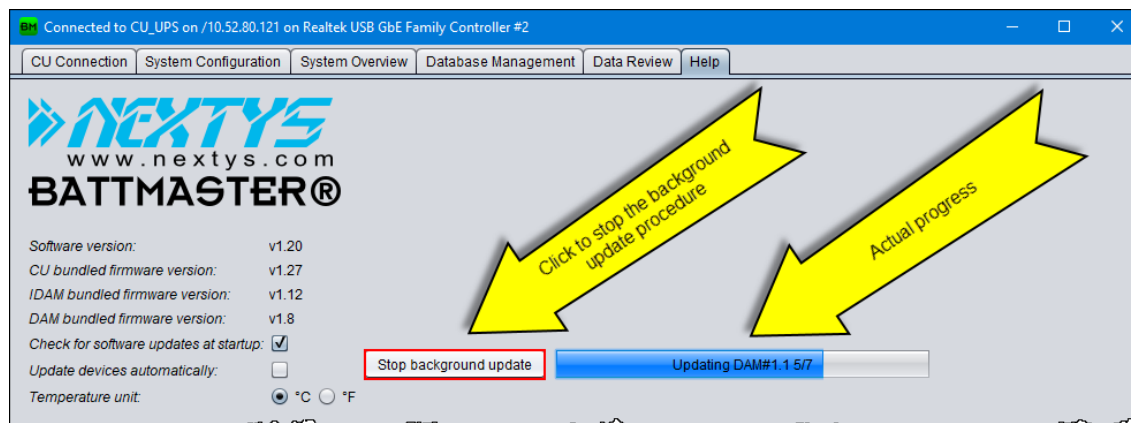 BM Connected to CU_UPS on /10.52.80.121 on Realtek USB GbE Family Controller #2
CU Connection System Configuration System Overview Database Management Data Review Help
NEXTYS
www.nextys.com
BATTMASTER®
Click to stop the background
update procedure
Actual progress
Software version: v1.20
CU bundled firmware version: v1.27
IDAM bundled firmware version: v1.12
DAM bundled firmware version: v1.8
Check for software updates at startup:
Update devices automatically:
Stop background update
Updating DAM#1.1 5/7
Temperature unit: °C °F